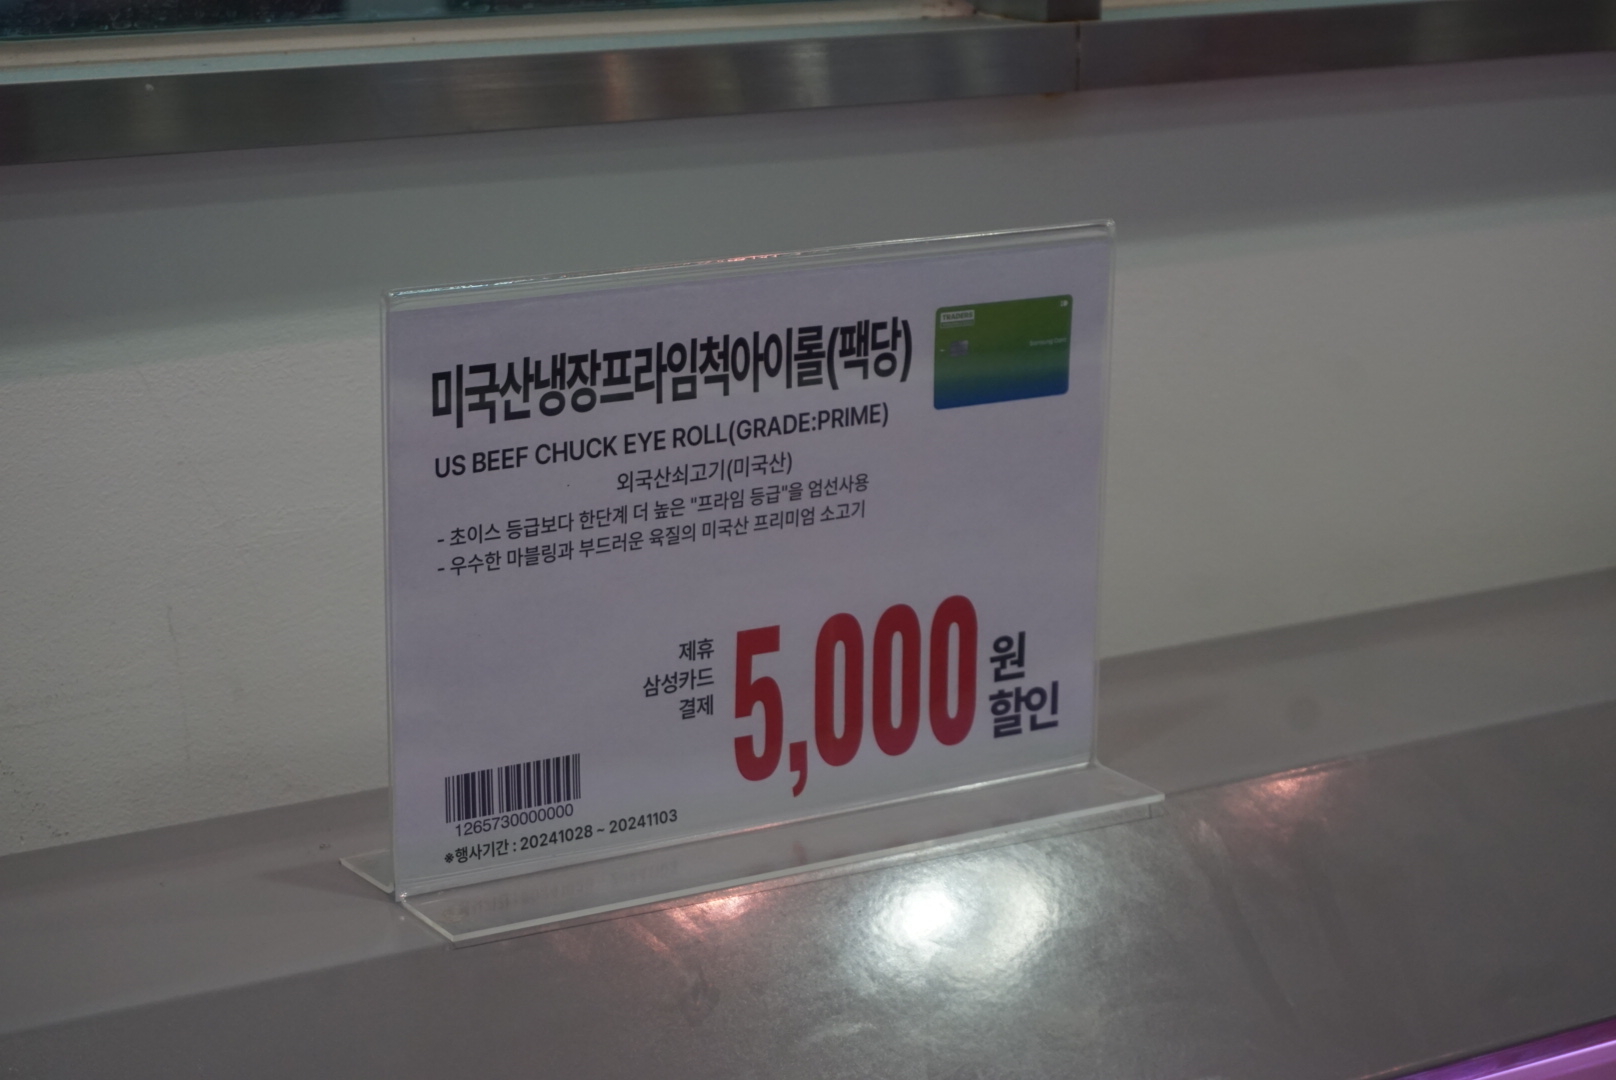 미국산냉장프라임척아이롤(팩당)
TRADERS
Samsung Card
US BEEF CHUCK EYE ROLL(GRADE:PRIME)
외국산쇠고기(미국산)
- 초이스 등급보다 한단계 더 높은 "프라임 등급"을 엄선사용
- 우수한 마블링과 부드러운 육질의 미국산 프리미엄 소고기
제휴
삼성카드
결제
5,000
원
할인
1265730000000
※행사기간 : 20241028 ~ 20241103